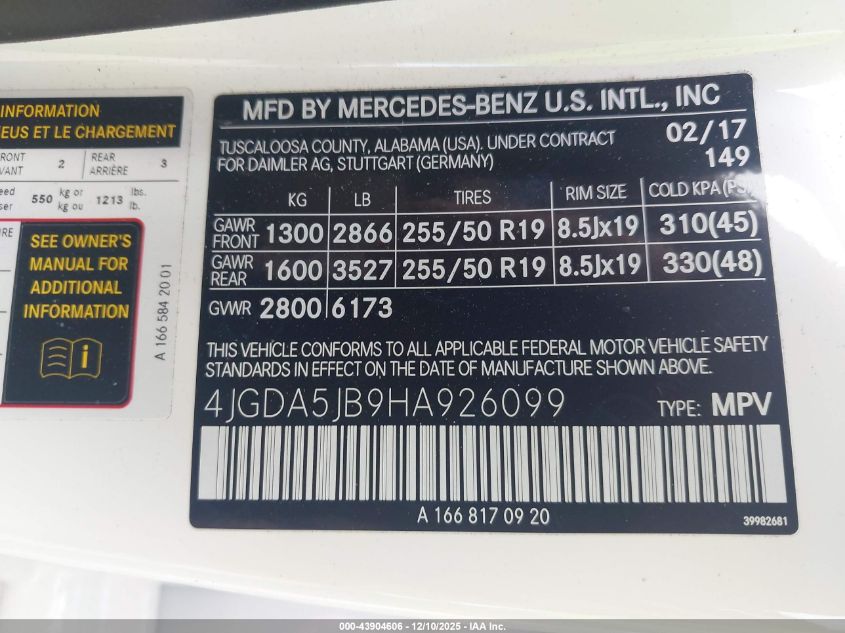 INFORMATION
EUS ET LE CHARGEMENT
FRONT 2 REAR 3
VANT ARRIÈRE
550 kg or 1213 lbs.
kg ou lb.
SEE OWNER'S
MANUAL FOR
ADDITIONAL
INFORMATION
A 166 584 20 01
MFD BY MERCEDES-BENZ U.S. INTL., INC
TUSCALOOSA COUNTY, ALABAMA (USA). UNDER CONTRACT
FOR DAIMLER AG, STUTTGART (GERMANY)
02/17
149
KG LB TIRES RIM SIZE COLD KPA (PSI)
GAWR FRONT 1300 2866 255/50 R19 8.5Jx19 310(45)
GAWR REAR 1600 3527 255/50 R19 8.5Jx19 330(48)
GVWR 2800 6173
THIS VEHICLE CONFORMS TO ALL APPLICABLE FEDERAL MOTOR VEHICLE SAFETY
STANDARDS IN EFFECT ON THE DATE OF MANUFACTURE SHOWN ABOVE.
4JGDA5JB9HA926099 TYPE: MPV
A 166 817 09 20
39982681
000-43904606 - 12/10/2025 - IAA Inc.